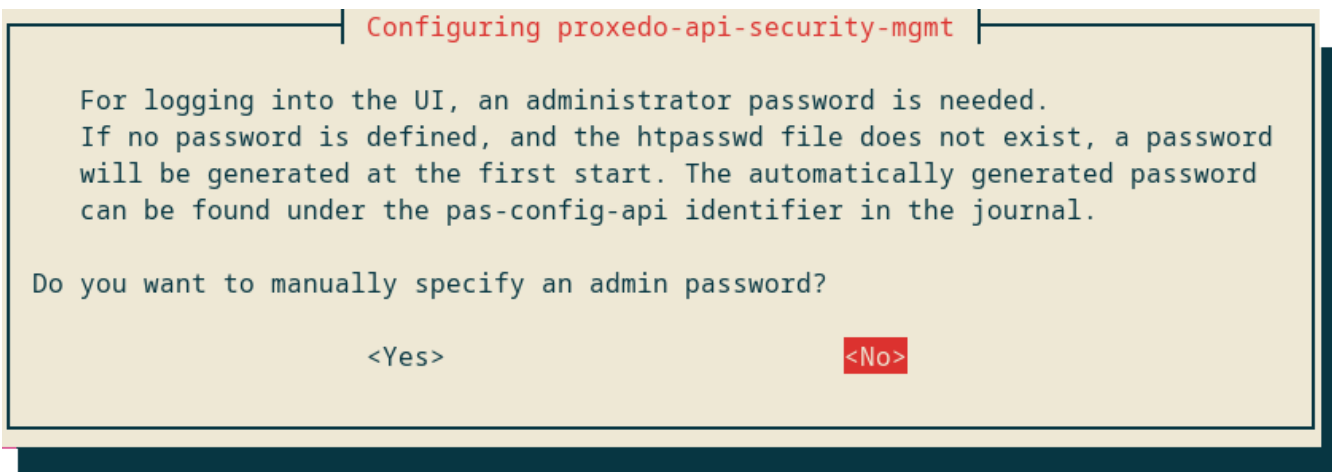 Configuring proxedo-api-security-mgmt
For logging into the UI, an administrator password is needed.
If no password is defined, and the htpasswd file does not exist, a password
will be generated at the first start. The automatically generated password
can be found under the pas-config-api identifier in the journal.
Do you want to manually specify an admin password?
<Yes> <No>